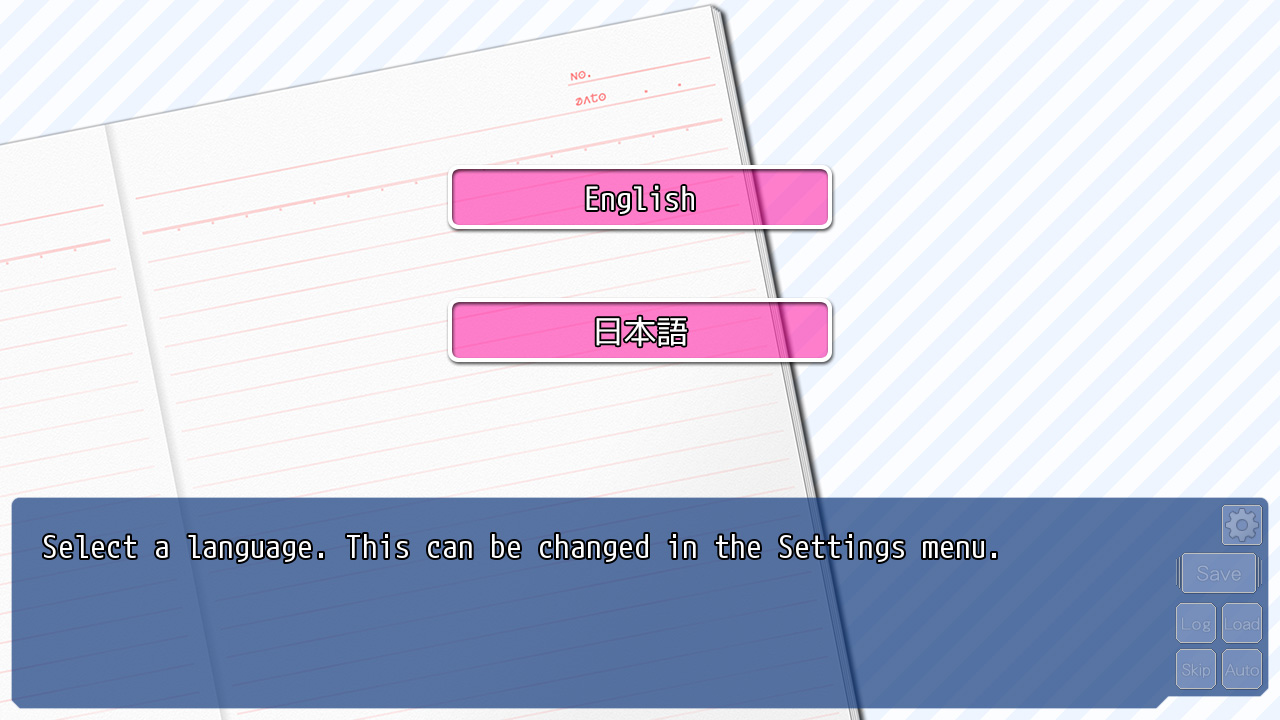 NO.
DATE
English
日本語
Select a language. This can be changed in the Settings menu.
Save
Log
Load
Skip
Auto